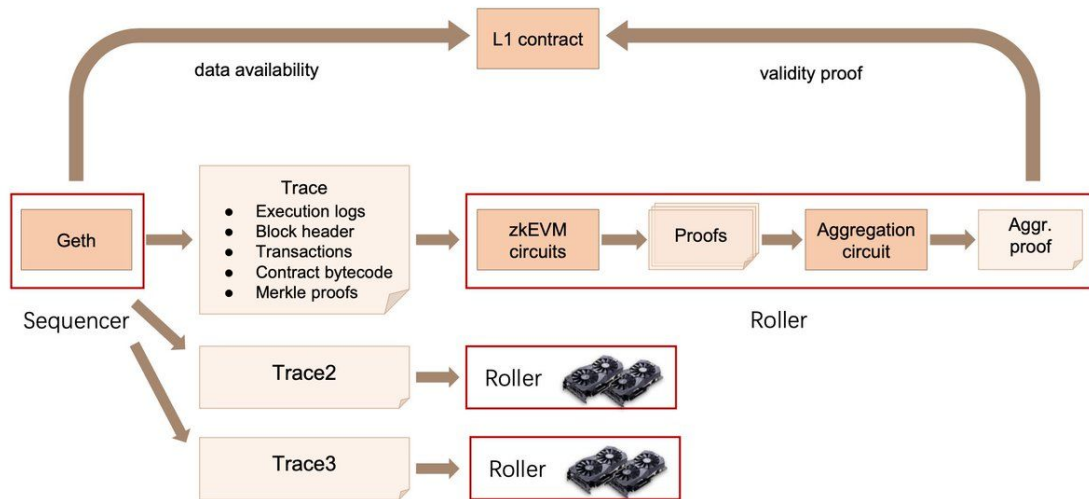 L1 contract
data availability
validity proof
Trace
● Execution logs
● Block header
● Transactions
● Contract bytecode
● Merkle proofs
Geth
zkEVM
circuits
Proofs
Aggregation
circuit
Aggr.
proof
Sequencer
Roller
Trace2
Roller
Trace3
Roller